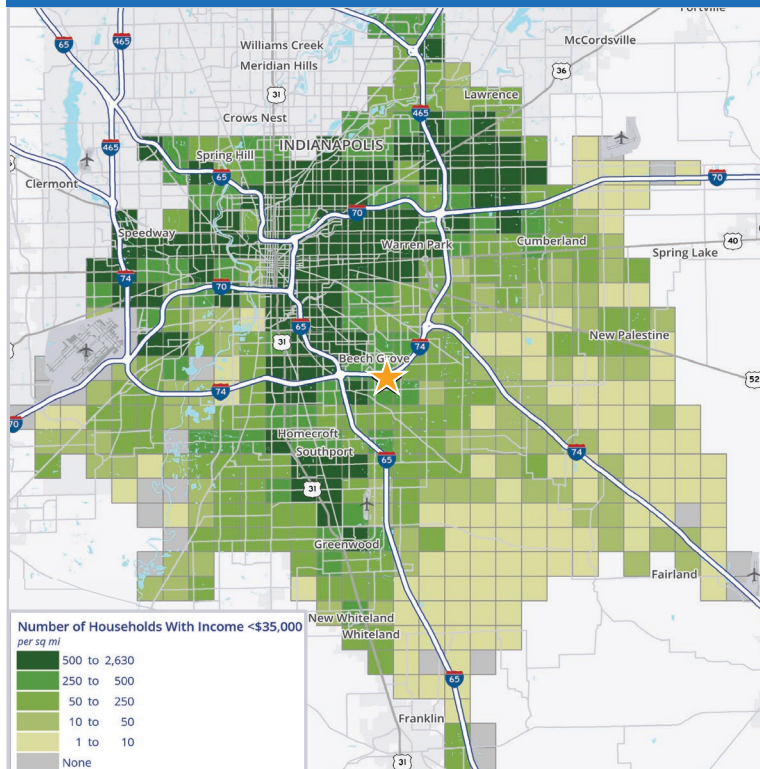 Fortville
65
465
Williams Creek
McCordsville
Meridian Hills
36
31
Lawrence
465
Crows Nest
INDIANAPOLIS
465
Spring Hill
65
70
Clermont
70
Speedway
Warren Park
Cumberland
40
Spring Lake
74
70
65
31
New Palestine
Beech Grove
74
52
74
70
Homecroft
Southport
65
74
31
Greenwood
Fairland
Number of Households With Income <$35,000
per sq mi
500 to 2,630
250 to 500
50 to 250
10 to 50
1 to 10
None
New Whiteland
Whiteland
65
Franklin
31